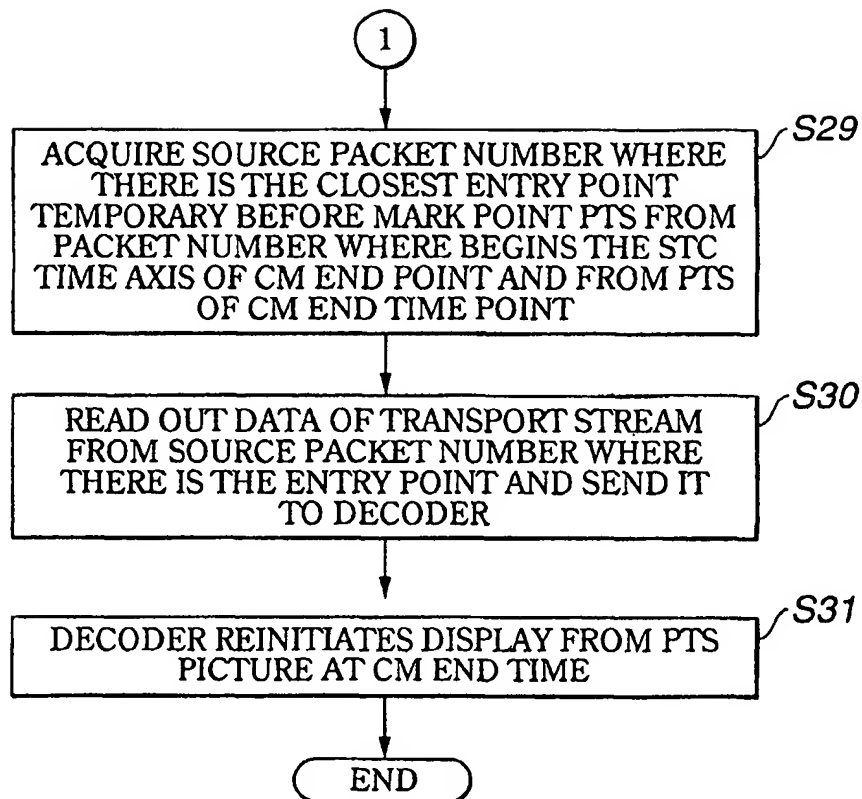 1
S29
ACQUIRE SOURCE PACKET NUMBER WHERE
THERE IS THE CLOSEST ENTRY POINT
TEMPORARY BEFORE MARK POINT PTS FROM
PACKET NUMBER WHERE BEGINS THE STC
TIME AXIS OF CM END POINT AND FROM PTS
OF CM END TIME POINT
S30
READ OUT DATA OF TRANSPORT STREAM
FROM SOURCE PACKET NUMBER WHERE
THERE IS THE ENTRY POINT AND SEND IT
TO DECODER
S31
DECODER REINITIATES DISPLAY FROM PTS
PICTURE AT CM END TIME
END